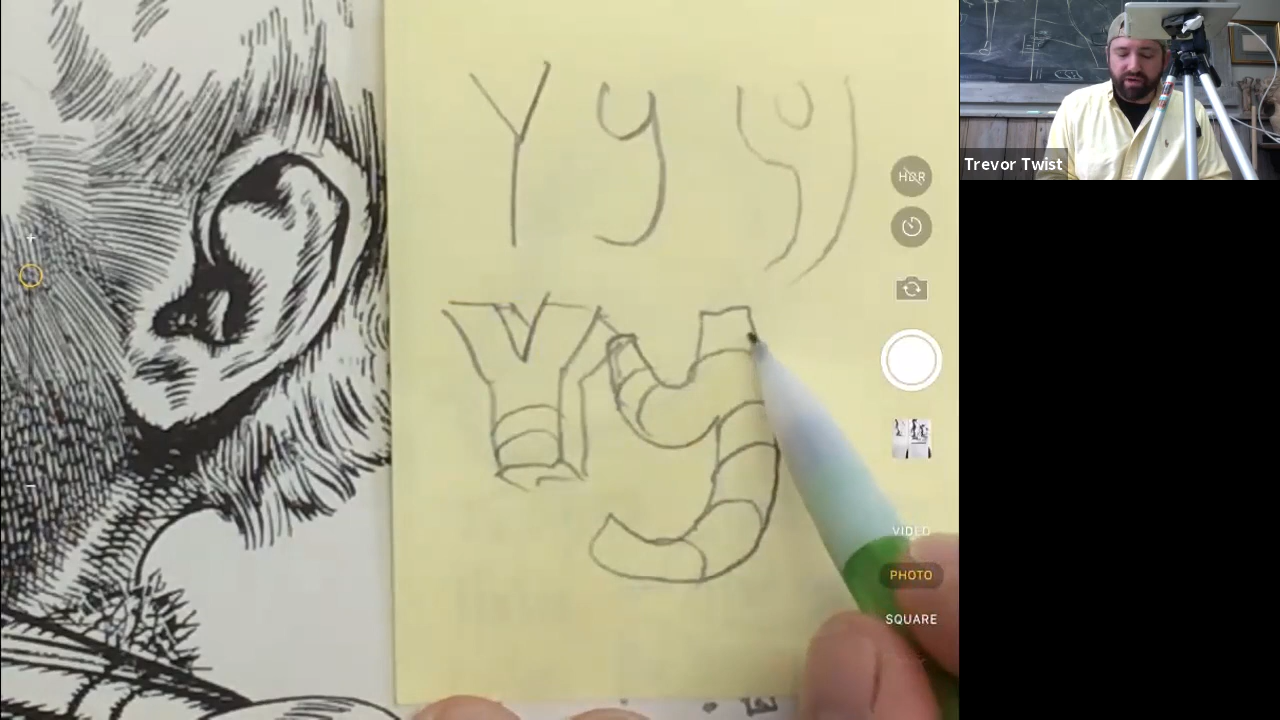 Y y y
Y y
Trevor Twist
HDR
VIDEO
PHOTO
SQUARE